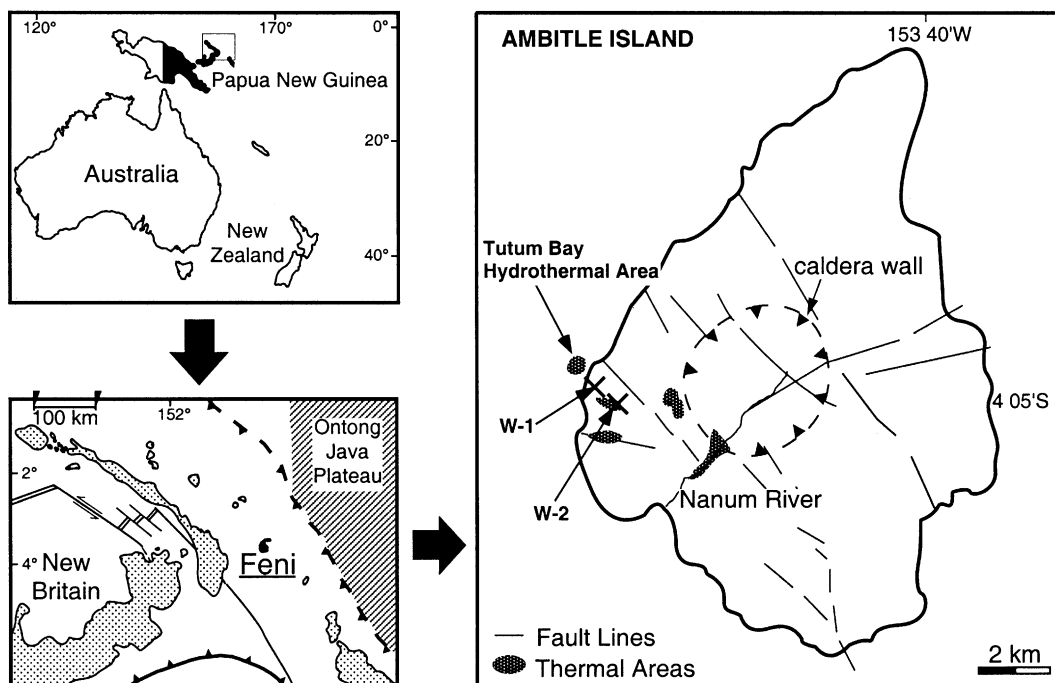 120°
170°
0°
Papua New Guinea
20°
Australia
New
Zealand
40°
100 km
152°
Ontong
Java
Plateau
2°
4°
New
Britain
Feni
AMBITLE ISLAND
153 40'W
Tutum Bay
Hydrothermal Area
caldera wall
4 05'S
W-1
W-2
Nanum River
Fault Lines
Thermal Areas
2 km